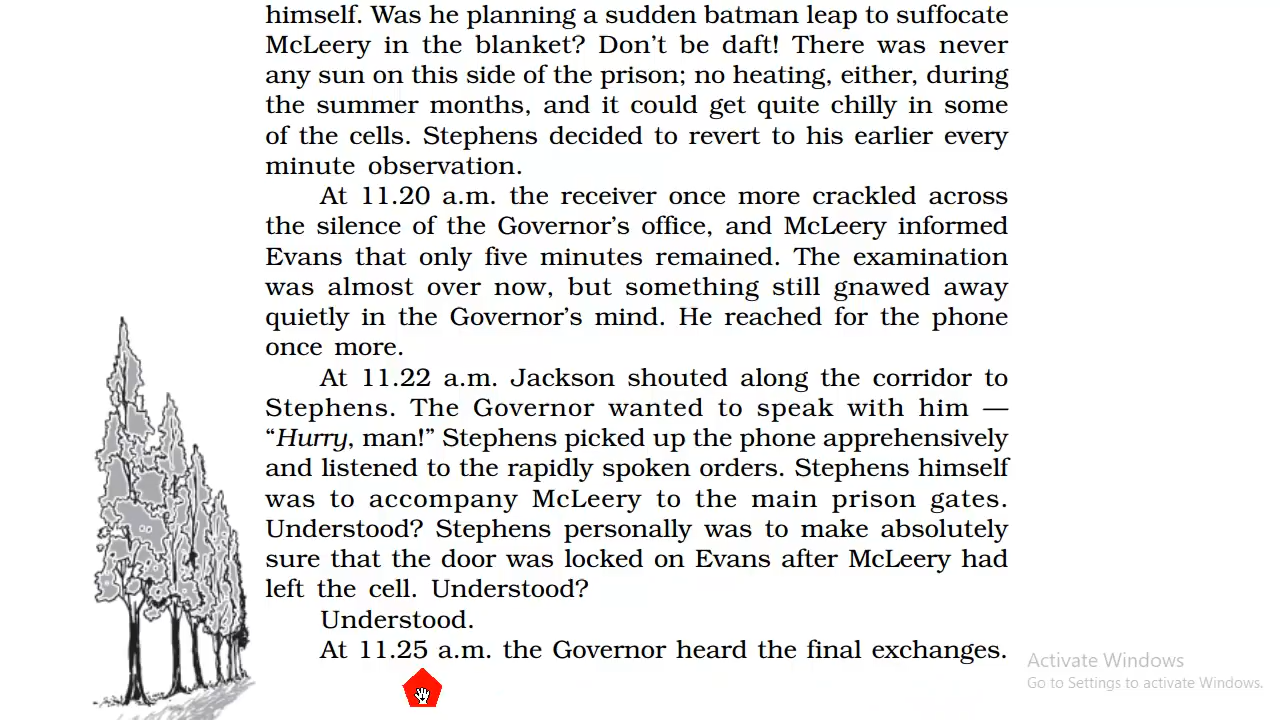 himself. Was he planning a sudden batman leap to suffocate
McLeery in the blanket? Don't be daft! There was never
any sun on this side of the prison; no heating, either, during
the summer months, and it could get quite chilly in some
of the cells. Stephens decided to revert to his earlier every
minute observation.
At 11.20 a.m. the receiver once more crackled across
the silence of the Governor's office, and McLeery informed
Evans that only five minutes remained. The examination
was almost over now, but something still gnawed away
quietly in the Governor's mind. He reached for the phone
once more.
At 11.22 a.m. Jackson shouted along the corridor to
Stephens. The Governor wanted to speak with him —
“Hurry, man!” Stephens picked up the phone apprehensively
and listened to the rapidly spoken orders. Stephens himself
was to accompany McLeery to the main prison gates.
Understood? Stephens personally was to make absolutely
sure that the door was locked on Evans after McLeery had
left the cell. Understood?
Understood.
At 11.25 a.m. the Governor heard the final exchanges.
Activate Windows
Go to Settings to activate Windows.